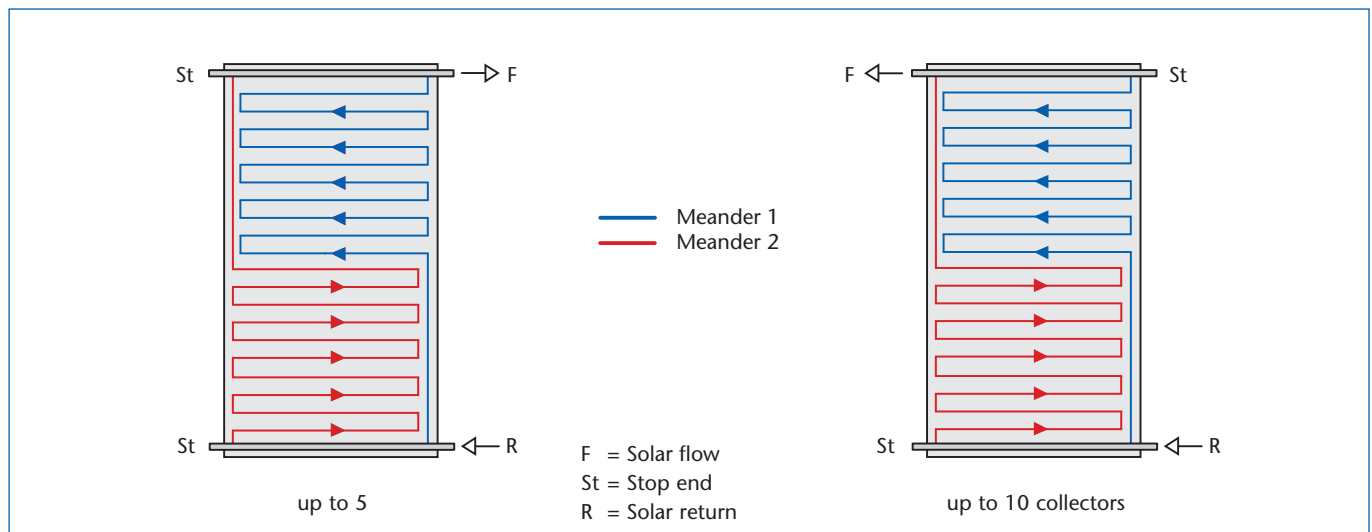 St
F
F
St
Meander 1
Meander 2
St
R
St
R
F = Solar flow
St = Stop end
R = Solar return
up to 5
up to 10 collectors